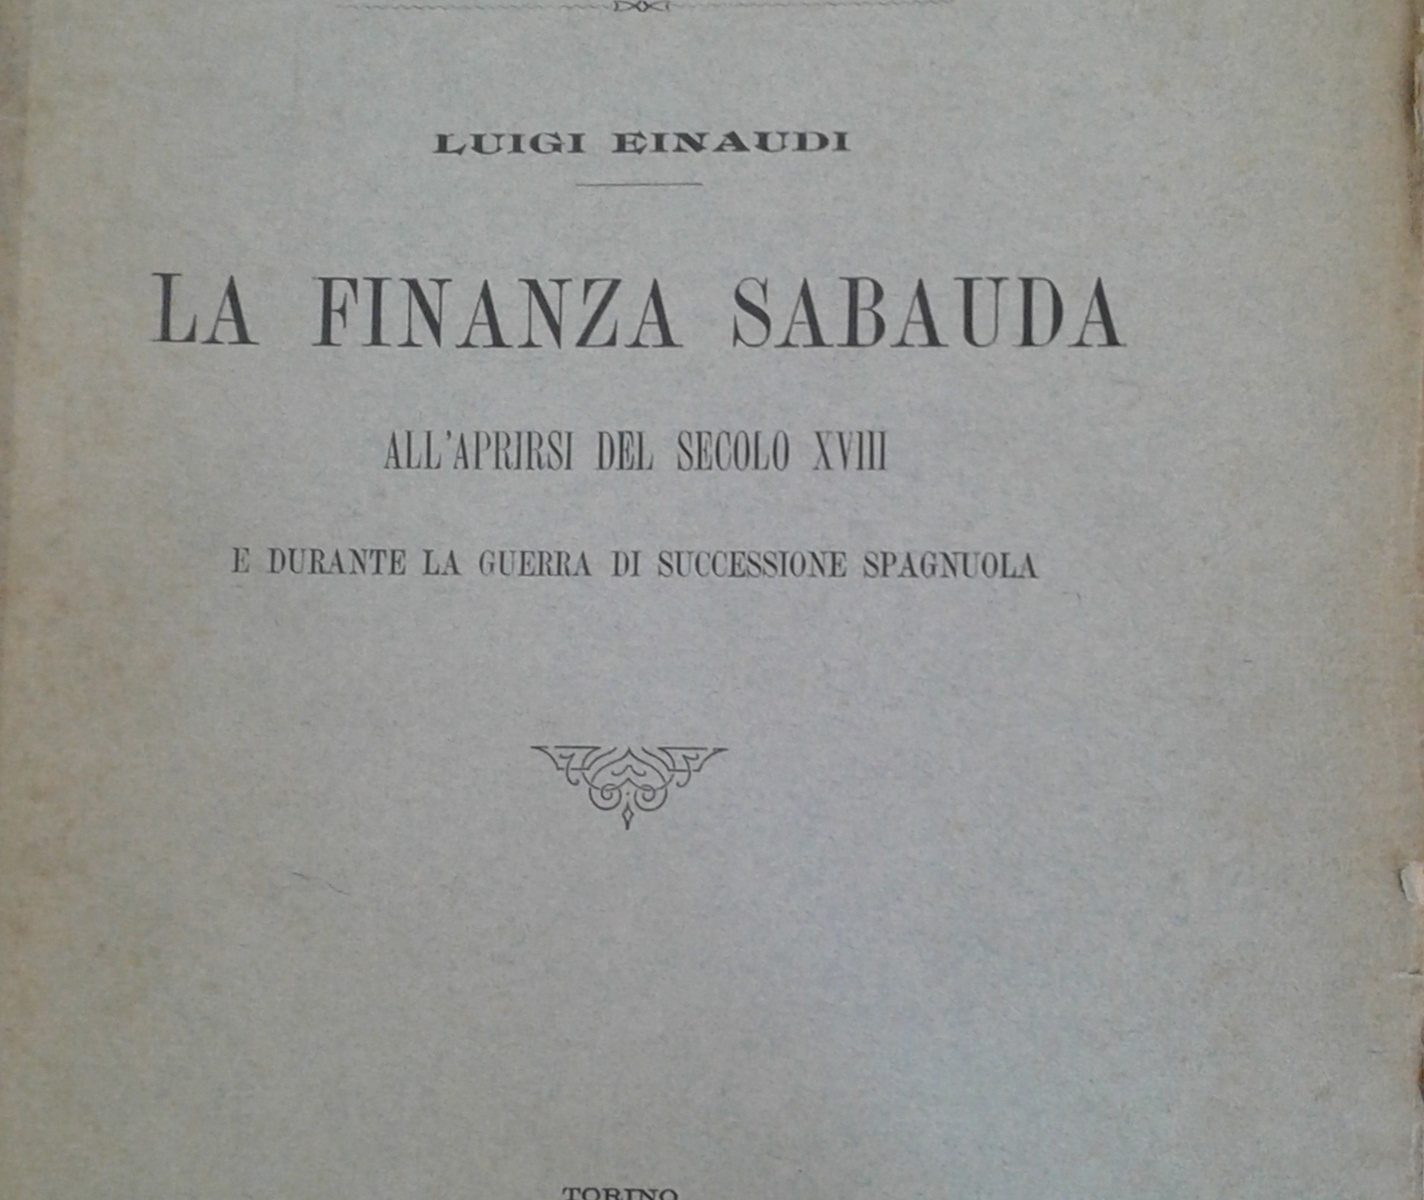 LUIGI EINAUDI
LA FINANZA SABAUDA
ALL'APRIRSI DEL SECOLO XVIII
E DURANTE LA GUERRA DI SUCCESSIONE SPAGNUOLA
TORINO